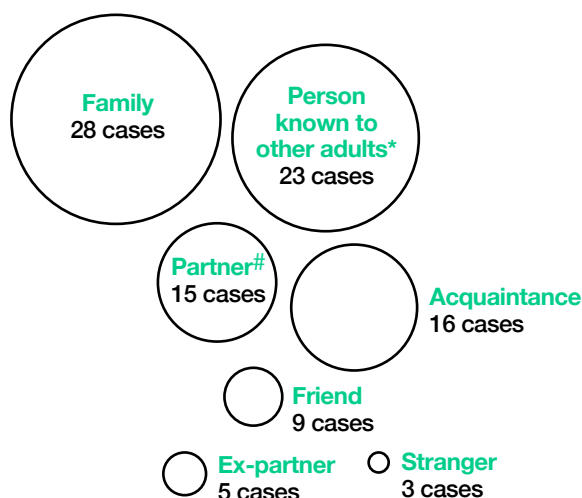 Family
28 cases
Person
known to
other adults*
23 cases
Partner#
15 cases
Acquaintance
16 cases
Friend
9 cases
Ex-partner
5 cases
Stranger
3 cases